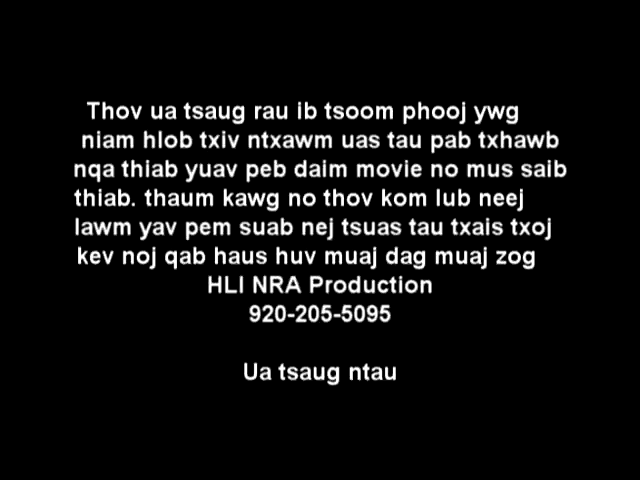 Thov ua tsaug rau ib tsoom phooj ywg
niam hlob txiv ntxawm uas tau pab txhawb
nqa thiab yuav peb daim movie no mus saib
thiab. thaum kawg no thov kom lub neej
lawm yav pem suab nej tsuas tau txais txoj
kev noj qab haus huv muaj dag muaj zog
HLI NRA Production
920-205-5095
Ua tsaug ntau